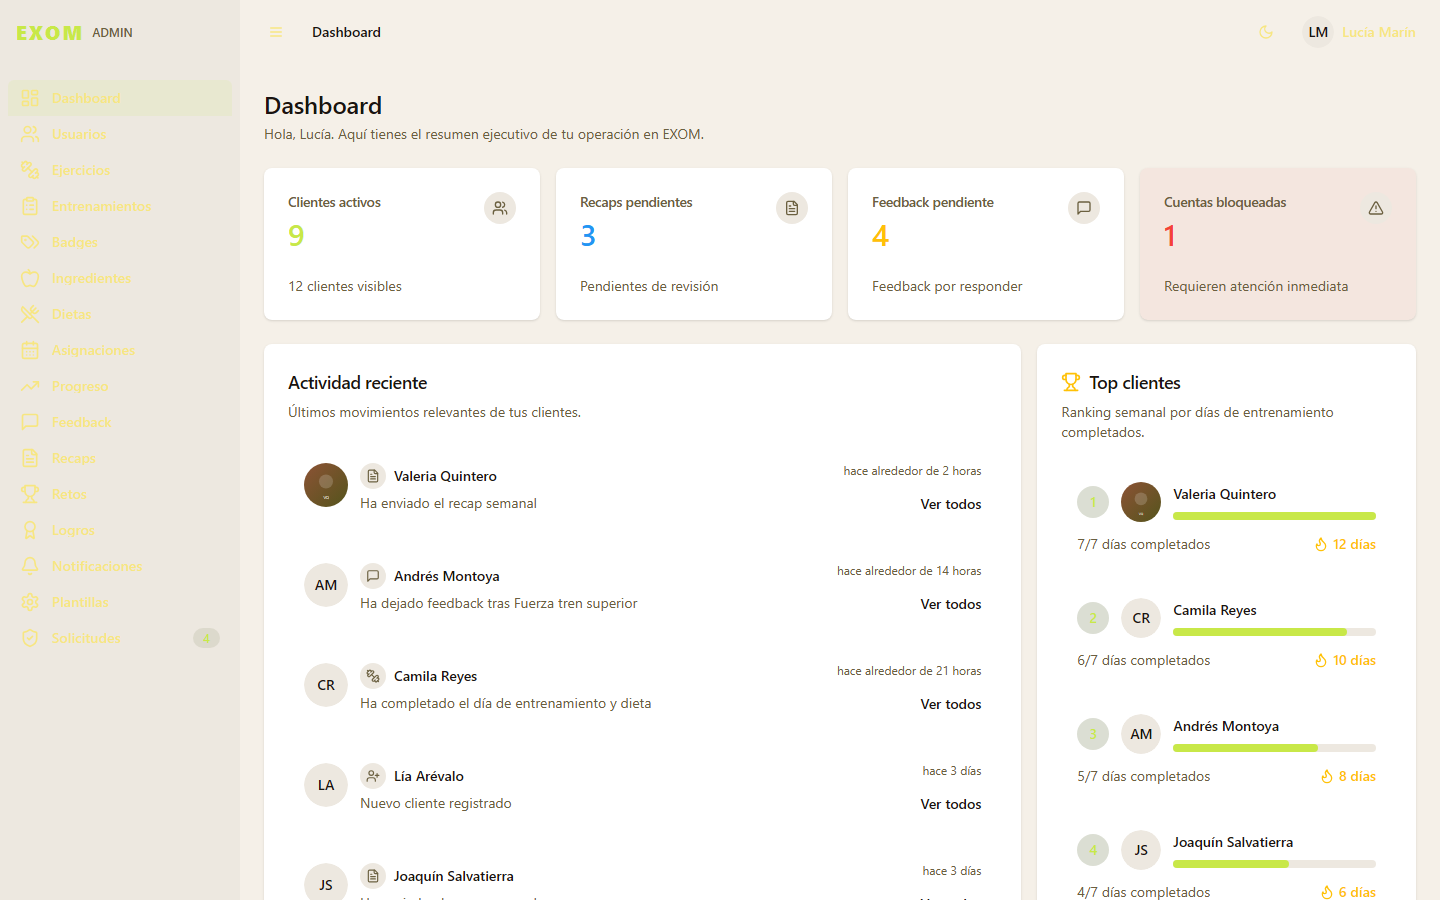 EXOM ADMIN
Dashboard
Usuarios
Ejercicios
Entrenamientos
Badges
Ingredientes
Dietas
Asignaciones
Progreso
Feedback
Recaps
Retos
Logros
Notificaciones
Plantillas
Solicitudes 4
Dashboard
LM Lucía Marín
Dashboard
Hola, Lucía. Aquí tienes el resumen ejecutivo de tu operación en EXOM.
Clientes activos
9
12 clientes visibles
Recaps pendientes
3
Pendientes de revisión
Feedback pendiente
4
Feedback por responder
Cuentas bloqueadas
1
Requieren atención inmediata
Actividad reciente
Últimos movimientos relevantes de tus clientes.
Valeria Quintero
hace alrededor de 2 horas
Ha enviado el recap semanal
Ver todos
AM Andrés Montoya
hace alrededor de 14 horas
Ha dejado feedback tras Fuerza tren superior
Ver todos
CR Camila Reyes
hace alrededor de 21 horas
Ha completado el día de entrenamiento y dieta
Ver todos
LA Lía Arévalo
hace 3 días
Nuevo cliente registrado
Ver todos
JS Joaquín Salvatierra
hace 3 días
Top clientes
Ranking semanal por días de entrenamiento
completados.
1 Valeria Quintero
7/7 días completados 12 días
2 CR Camila Reyes
6/7 días completados 10 días
3 AM Andrés Montoya
5/7 días completados 8 días
4 JS Joaquín Salvatierra
4/7 días completados 6 días